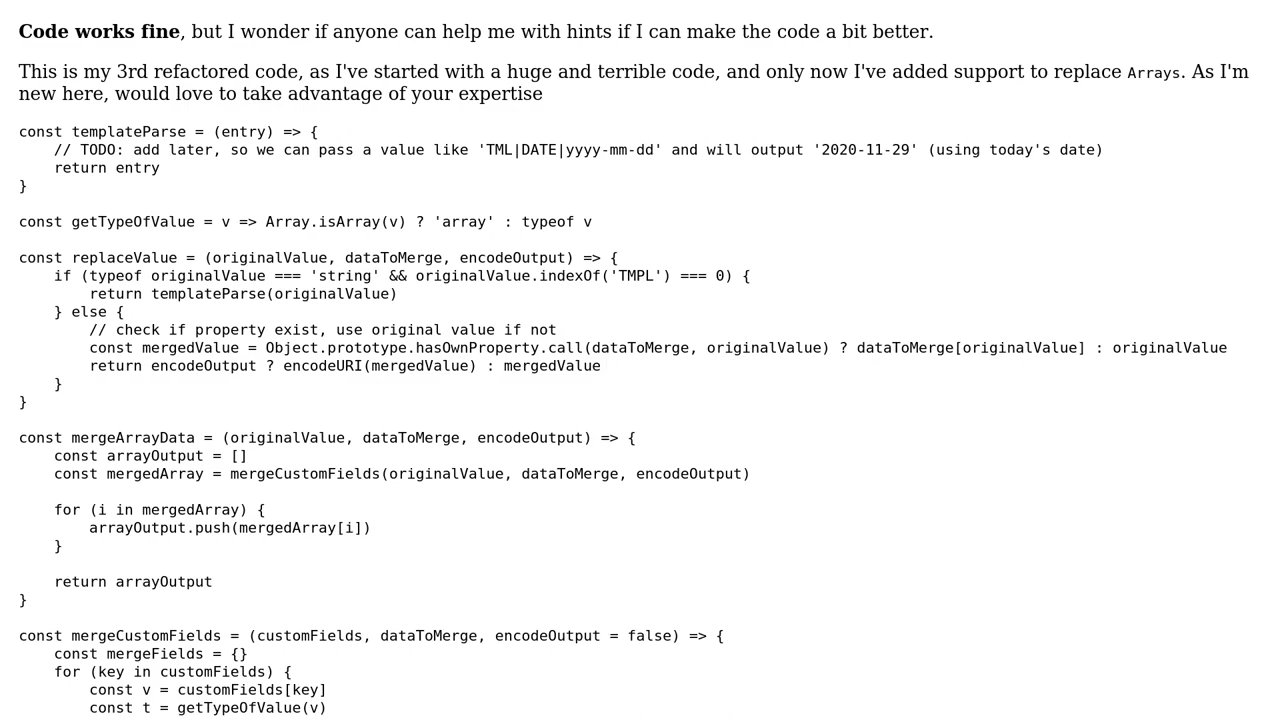 Code works fine, but I wonder if anyone can help me with hints if I can make the code a bit better.
This is my 3rd refactored code, as I've started with a huge and terrible code, and only now I've added support to replace Arrays. As I'm
new here, would love to take advantage of your expertise
const templateParse = (entry) => {
    // TODO: add later, so we can pass a value like 'TML|DATE|yyyy-mm-dd' and will output '2020-11-29' (using today's date)
    return entry
}
const getTypeOfValue = v => Array.isArray(v) ? 'array' : typeof v
const replaceValue = (originalValue, dataToMerge, encodeOutput) => {
    if (typeof originalValue === 'string' && originalValue.indexOf('TMPL') === 0) {
        return templateParse(originalValue)
    } else {
        // check if property exist, use original value if not
        const mergedValue = Object.prototype.hasOwnProperty.call(dataToMerge, originalValue) ? dataToMerge[originalValue] : originalValue
        return encodeOutput ? encodeURI(mergedValue) : mergedValue
    }
}
const mergeArrayData = (originalValue, dataToMerge, encodeOutput) => {
    const arrayOutput = []
    const mergedArray = mergeCustomFields(originalValue, dataToMerge, encodeOutput)
    for (i in mergedArray) {
        arrayOutput.push(mergedArray[i])
    }
    return arrayOutput
}
const mergeCustomFields = (customFields, dataToMerge, encodeOutput = false) => {
    const mergeFields = {}
    for (key in customFields) {
        const v = customFields[key]
        const t = getTypeOfValue(v)